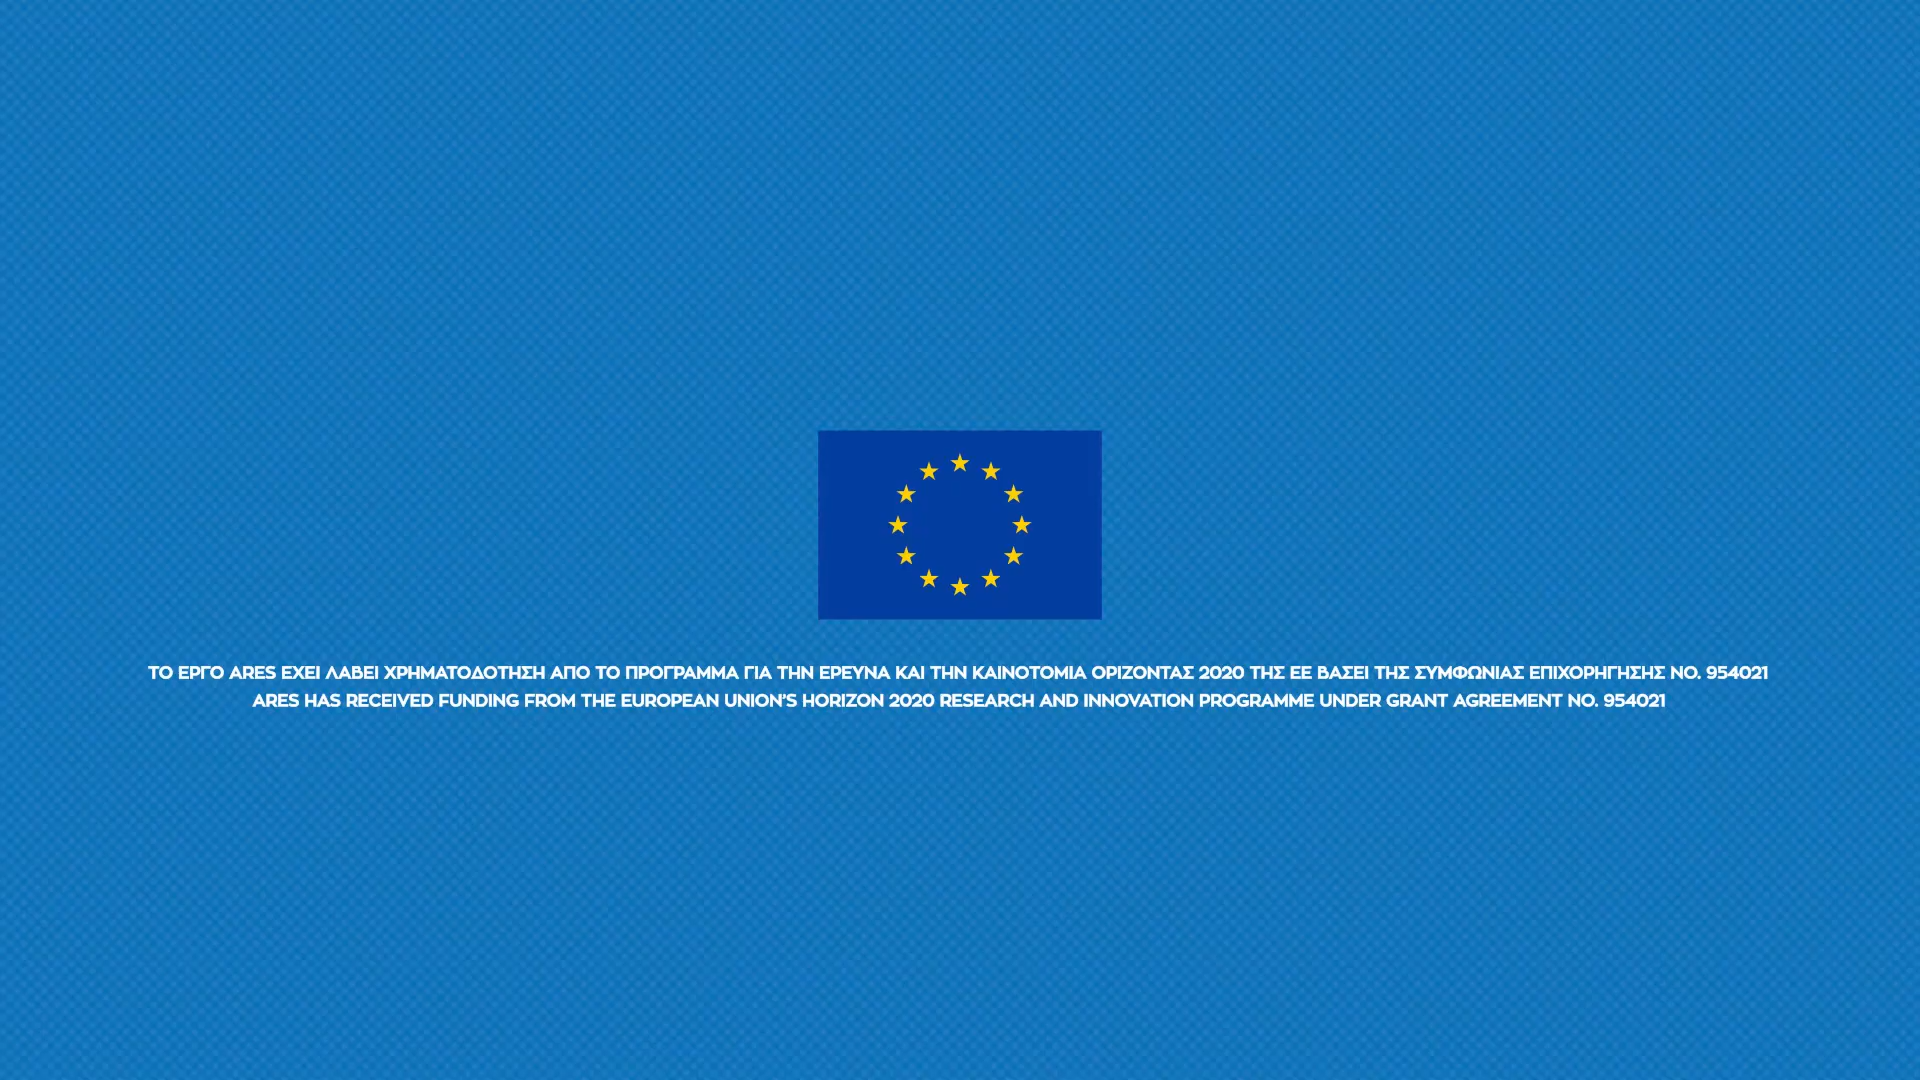 ΤΟ ΕΡΓΟ ARES ΕΧΕΙ ΛΑΒΕΙ ΧΡΗΜΑΤΟΔΟΤΗΣΗ ΑΠΟ ΤΟ ΠΡΟΓΡΑΜΜΑ ΓΙΑ ΤΗΝ ΕΡΕΥΝΑ ΚΑΙ ΤΗΝ ΚΑΙΝΟΤΟΜΙΑ ΟΡΙΖΟΝΤΑΣ 2020 ΤΗΣ ΕΕ ΒΑΣΕΙ ΤΗΣ ΣΥΜΦΩΝΙΑΣ ΕΠΙΧΟΡΗΓΗΣΗΣ NO. 954021
ARES HAS RECEIVED FUNDING FROM THE EUROPEAN UNION'S HORIZON 2020 RESEARCH AND INNOVATION PROGRAMME UNDER GRANT AGREEMENT NO. 954021